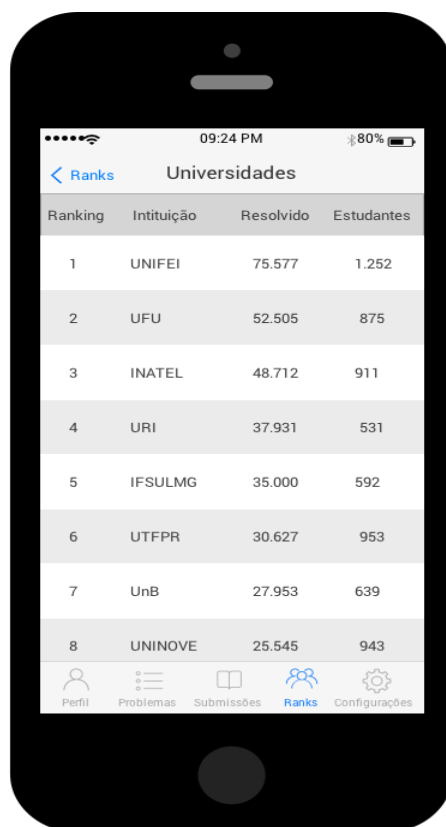 09:24 PM 80%
Ranks Universidades
Ranking Intituição Resolvido Estudantes
1 UNIFEI 75.577 1.252
2 UFU 52.505 875
3 INATEL 48.712 911
4 URI 37.931 531
5 IFSULMG 35.000 592
6 UTFPR 30.627 953
7 UnB 27.953 639
8 UNINOVE 25.545 943
Perfil Problemas Submissões Ranks Configurações